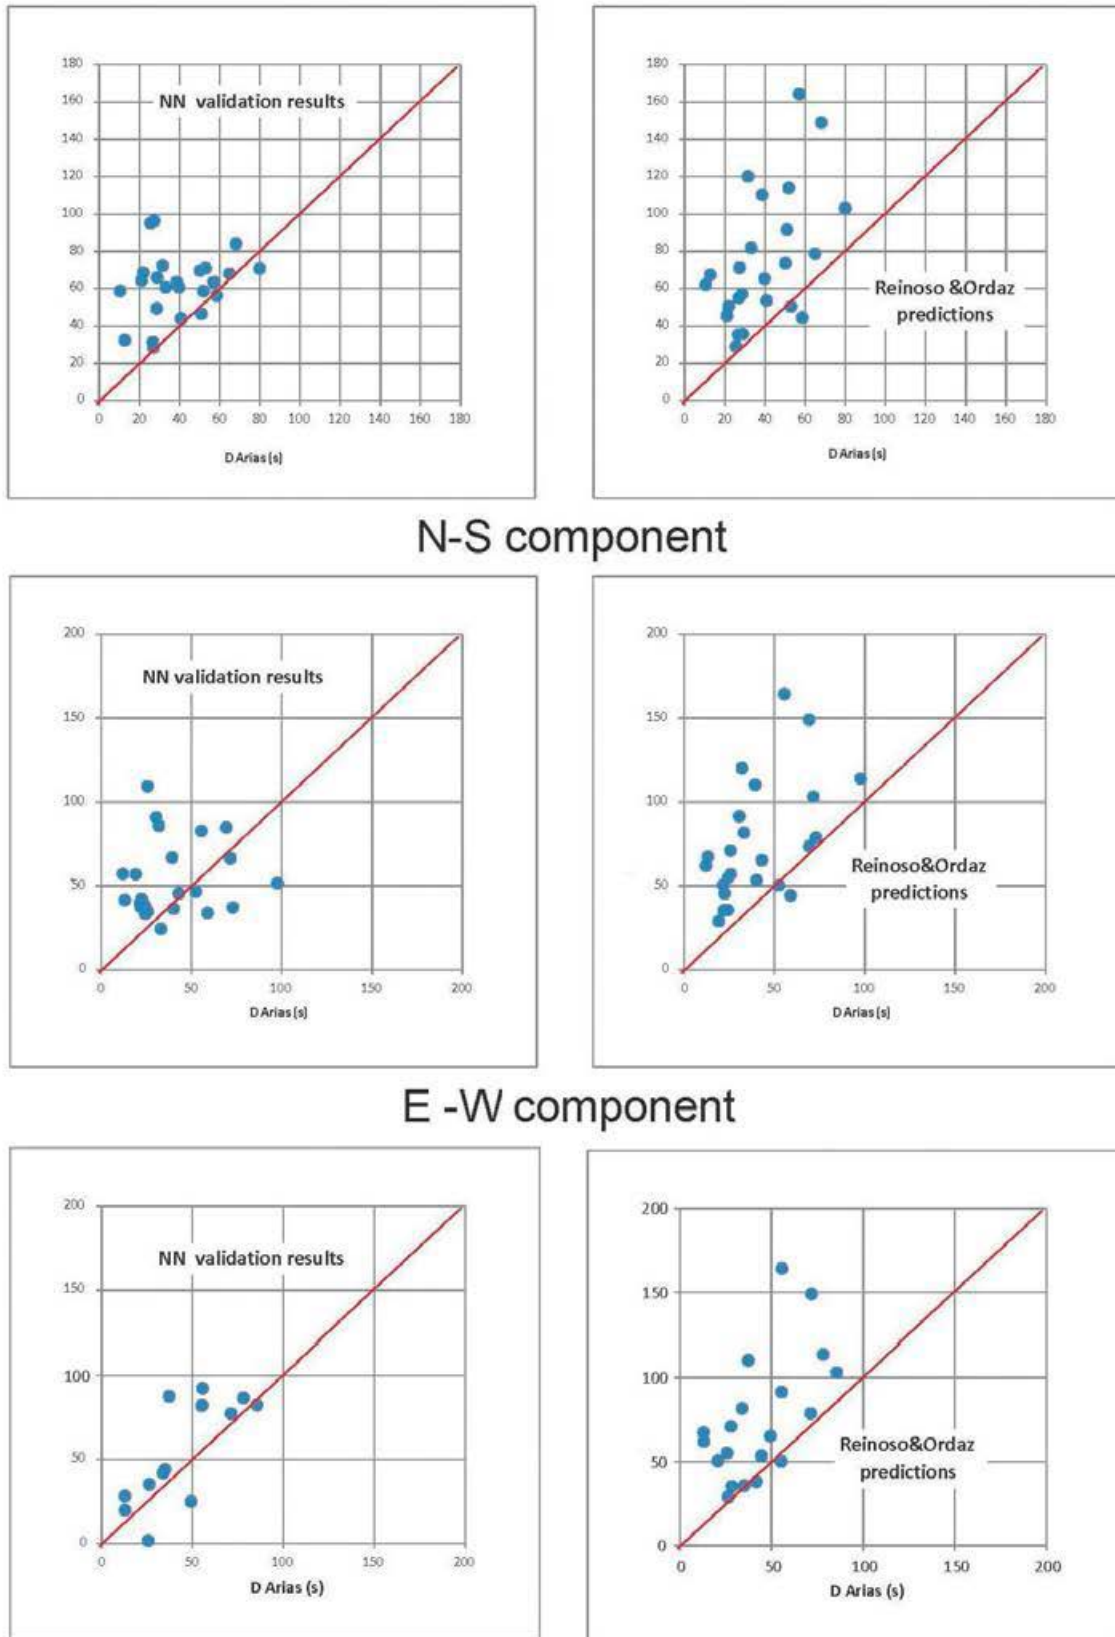 180
160
140
120
100
80
60
40
20
0
NN validation results
0 20 40 60 80 100 120 140 160 180
D Arias (s)
180
160
140
120
100
80
60
40
20
0
Reinoso &Ordaz
predictions
0 20 40 60 80 100 120 140 160 180
D Arias (s)
N-S component
200
150
100
50
0
NN validation results
0 50 100 150 200
D Arias (s)
200
150
100
50
0
Reinoso&Ordaz
predictions
0 50 100 150 200
D Arias (s)
E -W component
200
150
100
50
0
NN validation results
0 50 100 150 200
D Arias (s)
200
150
100
50
0
Reinoso&Ordaz
predictions
0 50 100 150 200
D Arias (s)